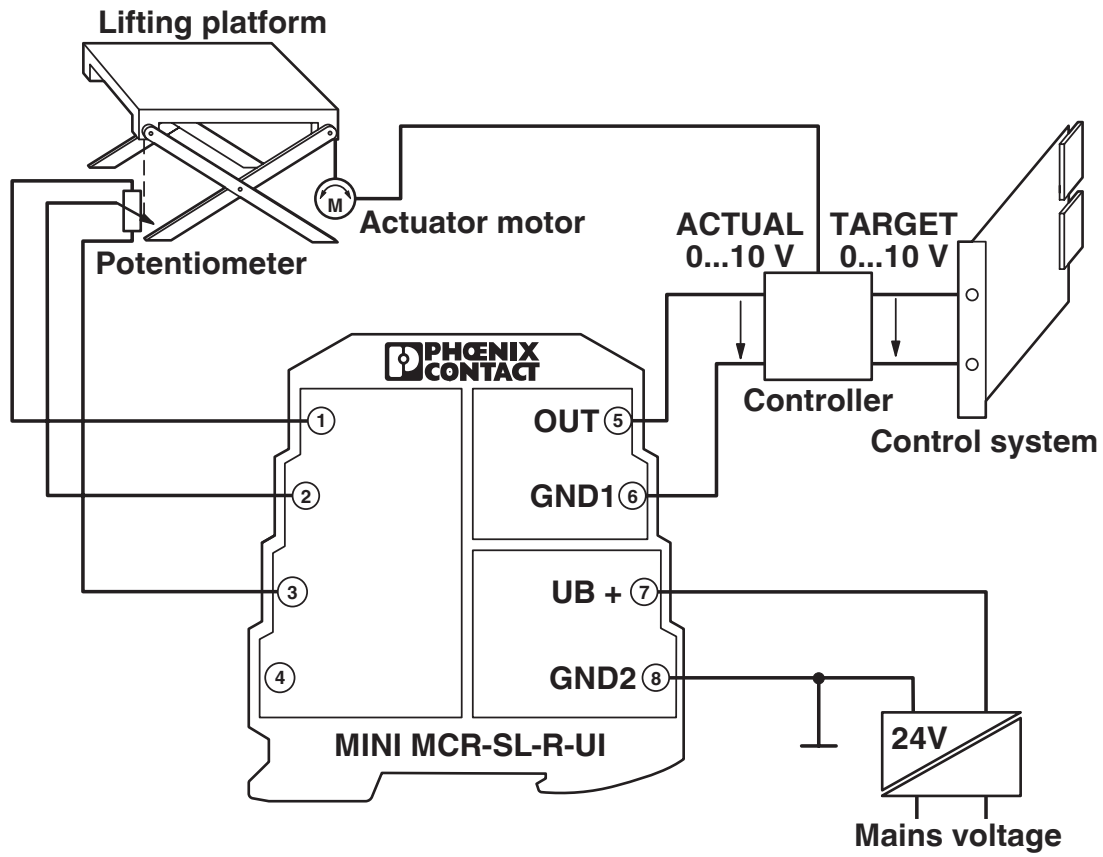 Lifting platform
M
Actuator motor
Potentiometer
ACTUAL
0...10 V
TARGET
0...10 V
Controller
Control system
PHŒNIX
CONTACT
1
2
3
4
OUT 5
GND1 6
UB + 7
GND2 8
MINI MCR-SL-R-UI
24V
Mains voltage